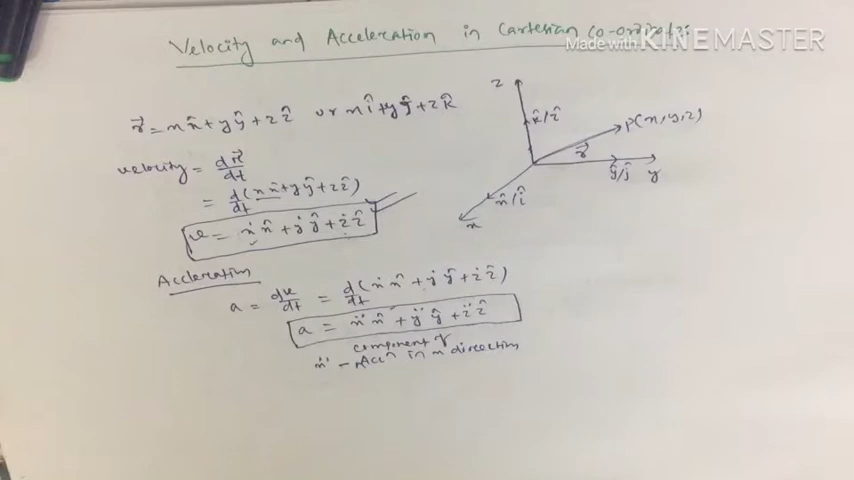 Velocity and Acceleration in Cartesian co-ordinates
Made with KINEMASTER
r⃗ = x x̂ + y ŷ + z ẑ or x î + y ĵ + z k̂
velocity = dr⃗/dt
= d/dt (x x̂ + y ŷ + z ẑ)
v = ẋ x̂ + ẏ ŷ + ż ẑ
Acceleration
a = dv/dt = d/dt (ẋ x̂ + ẏ ŷ + ż ẑ)
a = ẍ x̂ + ÿ ŷ + z̈ ẑ
component of
ẍ - Accⁿ in x direction
z
k̂/ẑ
P(x, y, z)
r⃗
ŷ/ĵ
y
x̂/î
x